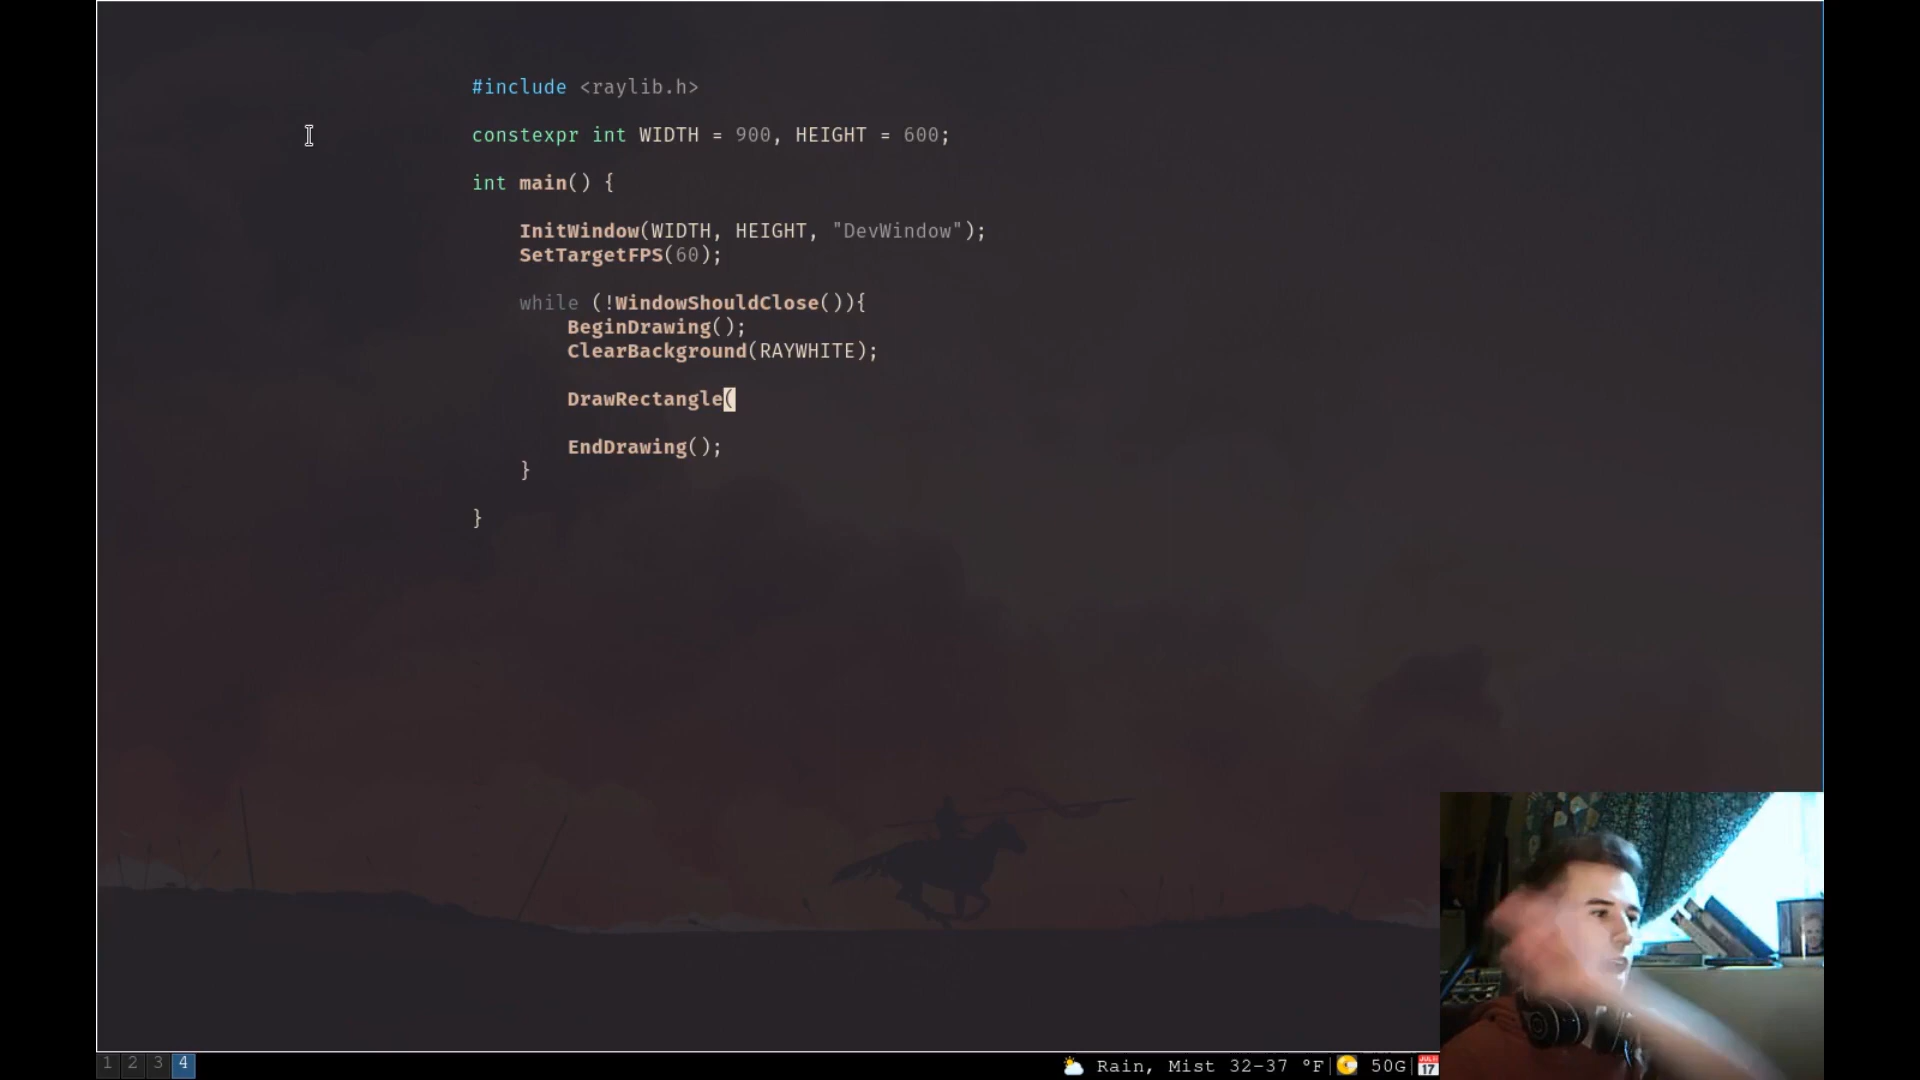 #include <raylib.h>
constexpr int WIDTH = 900, HEIGHT = 600;
int main() {
InitWindow(WIDTH, HEIGHT, "DevWindow");
SetTargetFPS(60);
while (!WindowShouldClose()){
BeginDrawing();
ClearBackground(RAYWHITE);
DrawRectangle(
EndDrawing();
}
}
1 2 3 4 Rain, Mist 32-37 °F| 50G| 17